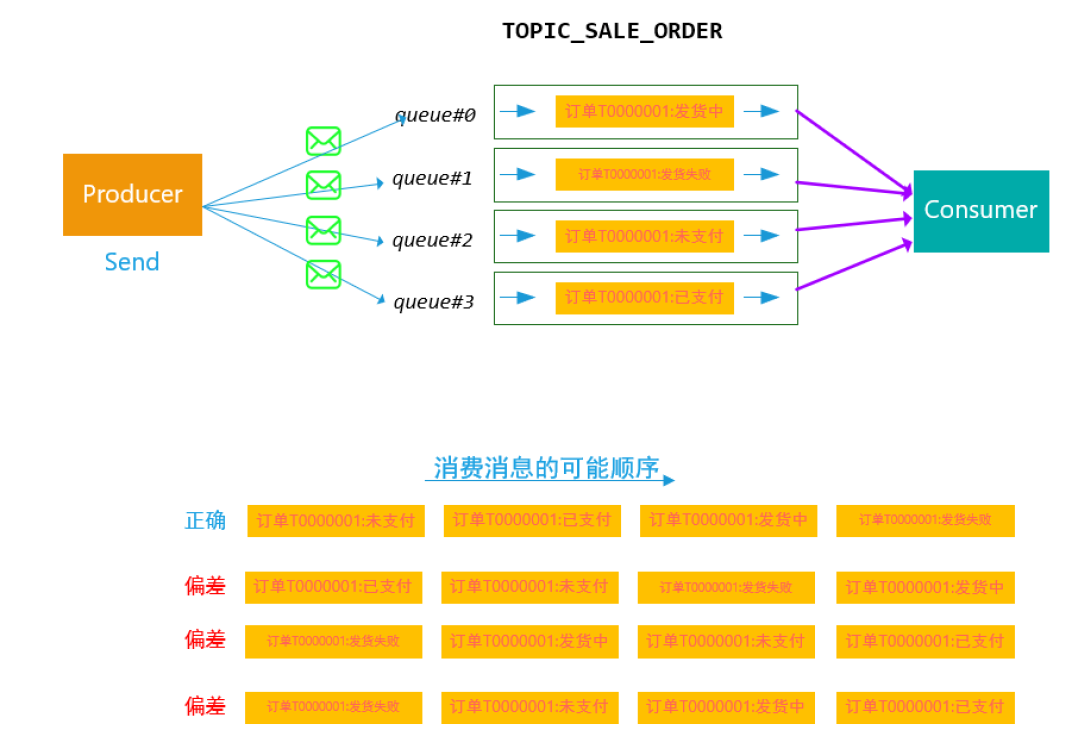 TOPIC_SALE_ORDER
queue#0
订单T0000001:发货中
Producer
queue#1
订单T0000001:发货失败
Consumer
queue#2
订单T0000001:未支付
Send
queue#3
订单T0000001:已支付
消费消息的可能顺序
正确 订单T0000001:未支付 订单T0000001:已支付 订单T0000001:发货中 订单T0000001:发货失败
偏差 订单T0000001:已支付 订单T0000001:未支付 订单T0000001:发货失败 订单T0000001:发货中
偏差 订单T0000001:发货失败 订单T0000001:发货中 订单T0000001:未支付 订单T0000001:已支付
偏差 订单T0000001:发货失败 订单T0000001:未支付 订单T0000001:发货中 订单T0000001:已支付